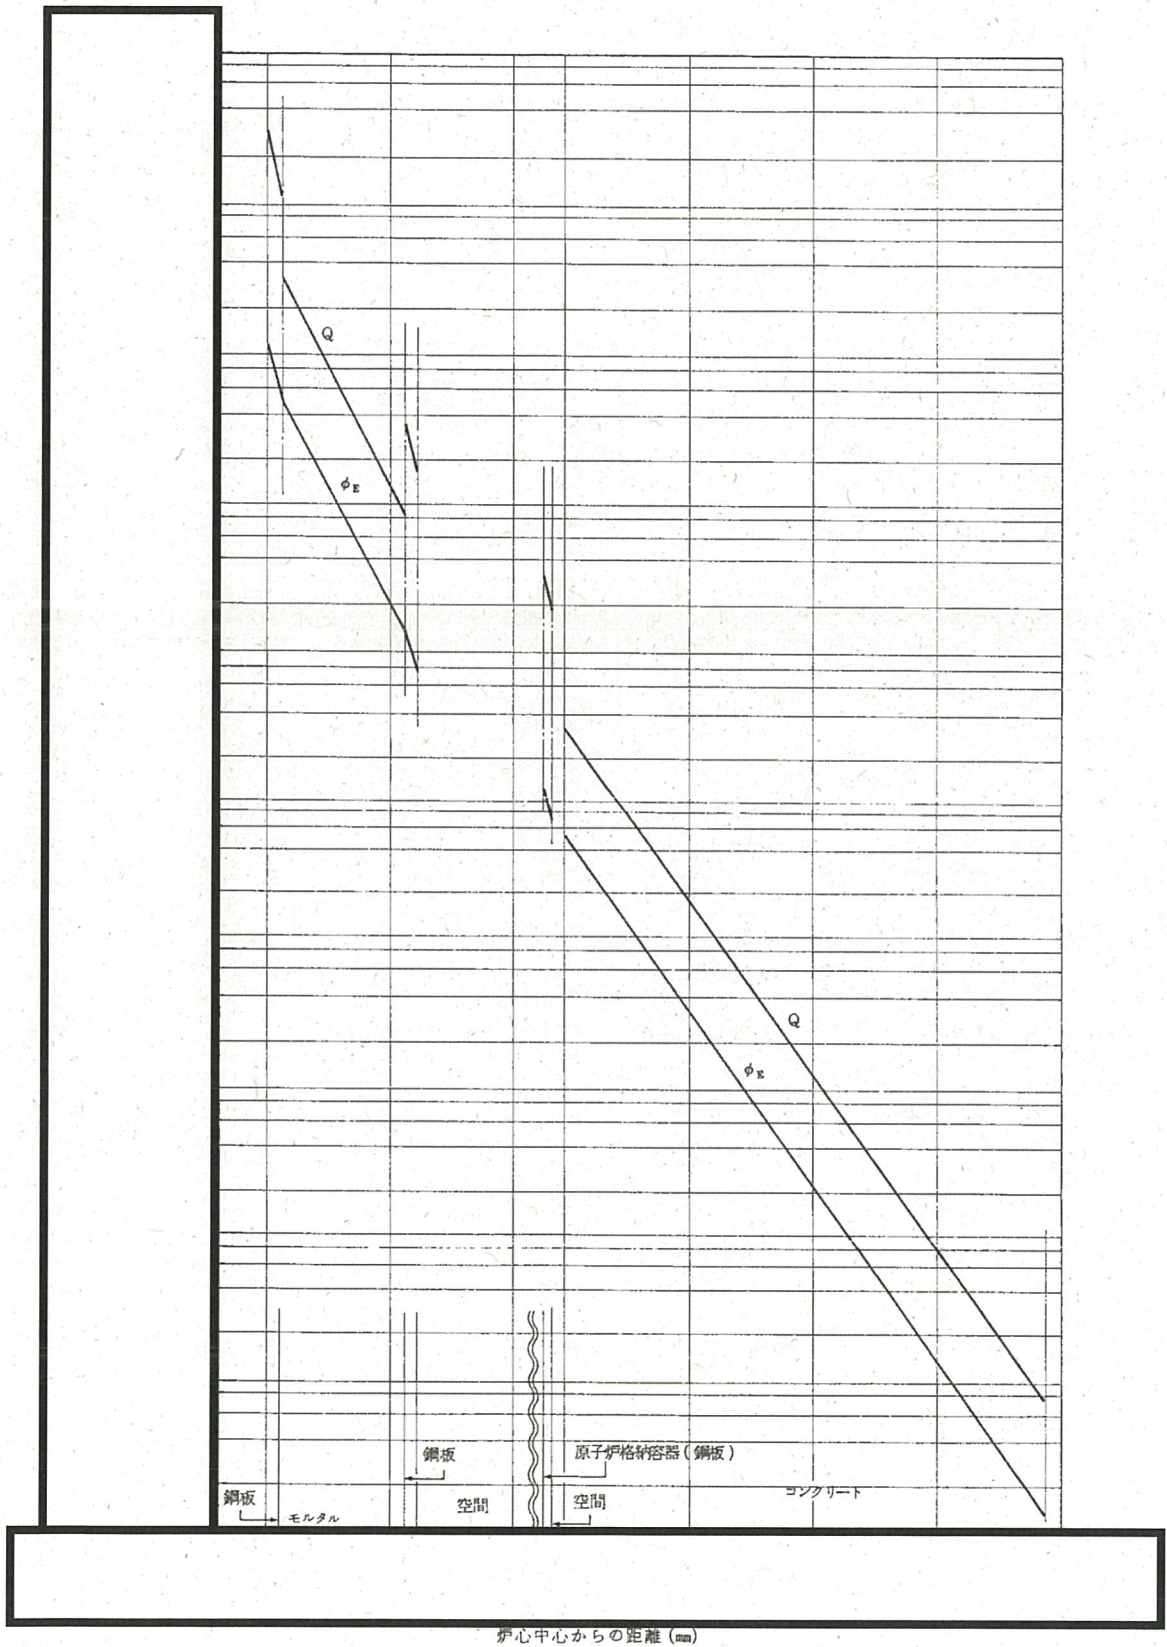 Q
φE
Q
φE
鋼板
原子炉格納容器(鋼板)
コンクリート
鋼板
空間
空間
モルタル
炉心中心からの距離(㎜)